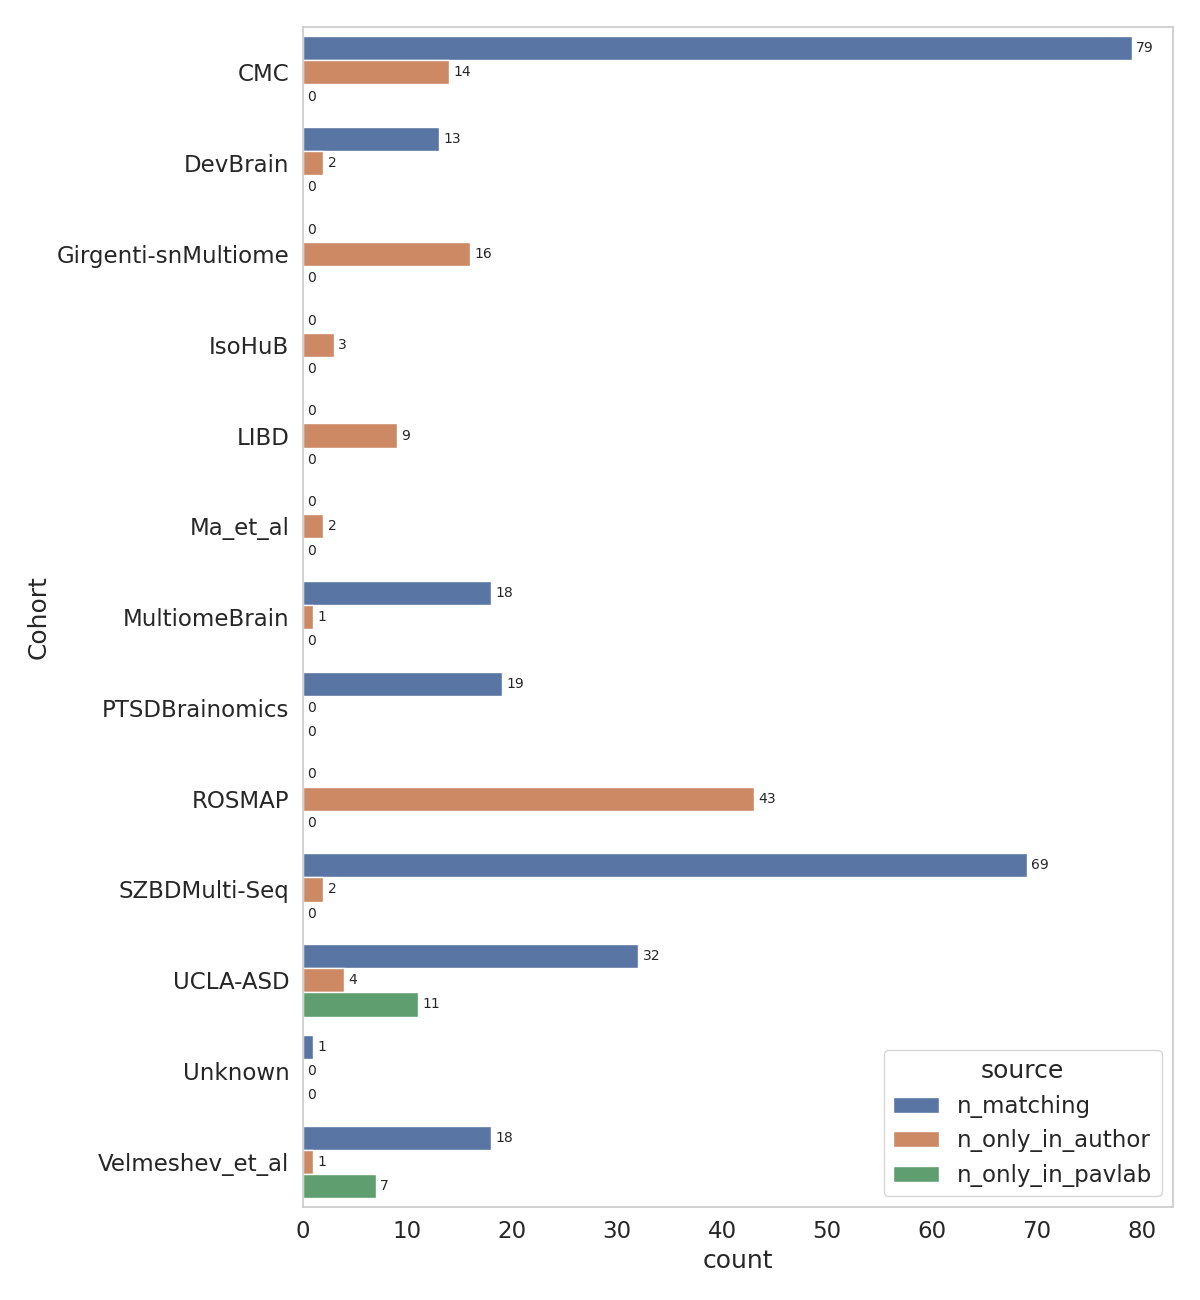 CMC
79
14
0
DevBrain
13
2
0
Girgenti-snMultiome
0
16
0
IsoHuB
0
3
0
LIBD
0
9
0
Ma_et_al
0
2
0
MultiomeBrain
18
1
0
PTSDBrainomics
19
0
0
ROSMAP
0
43
0
SZBDMulti-Seq
69
2
0
UCLA-ASD
32
4
11
Unknown
1
0
0
Velmeshev_et_al
18
1
7
Cohort
0 10 20 30 40 50 60 70 80
count
source
n_matching
n_only_in_author
n_only_in_pavlab